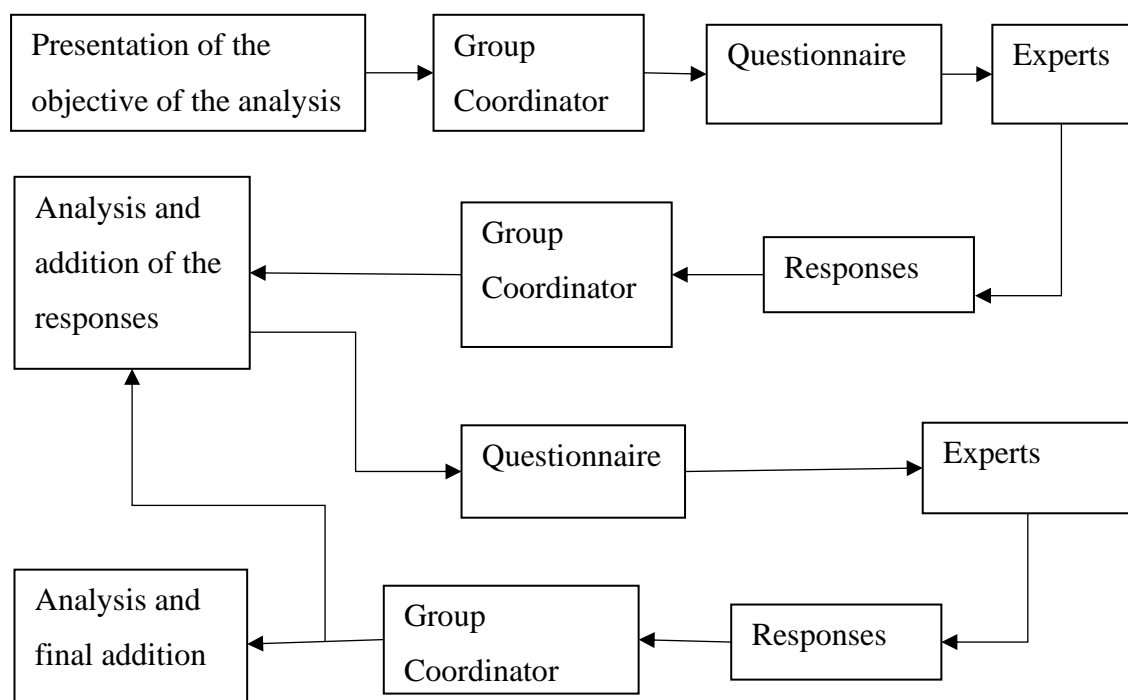 Presentation of the
objective of the analysis
Group
Coordinator
Questionnaire
Experts
Analysis and
addition of the
responses
Group
Coordinator
Responses
Questionnaire
Experts
Analysis and
final addition
Group
Coordinator
Responses